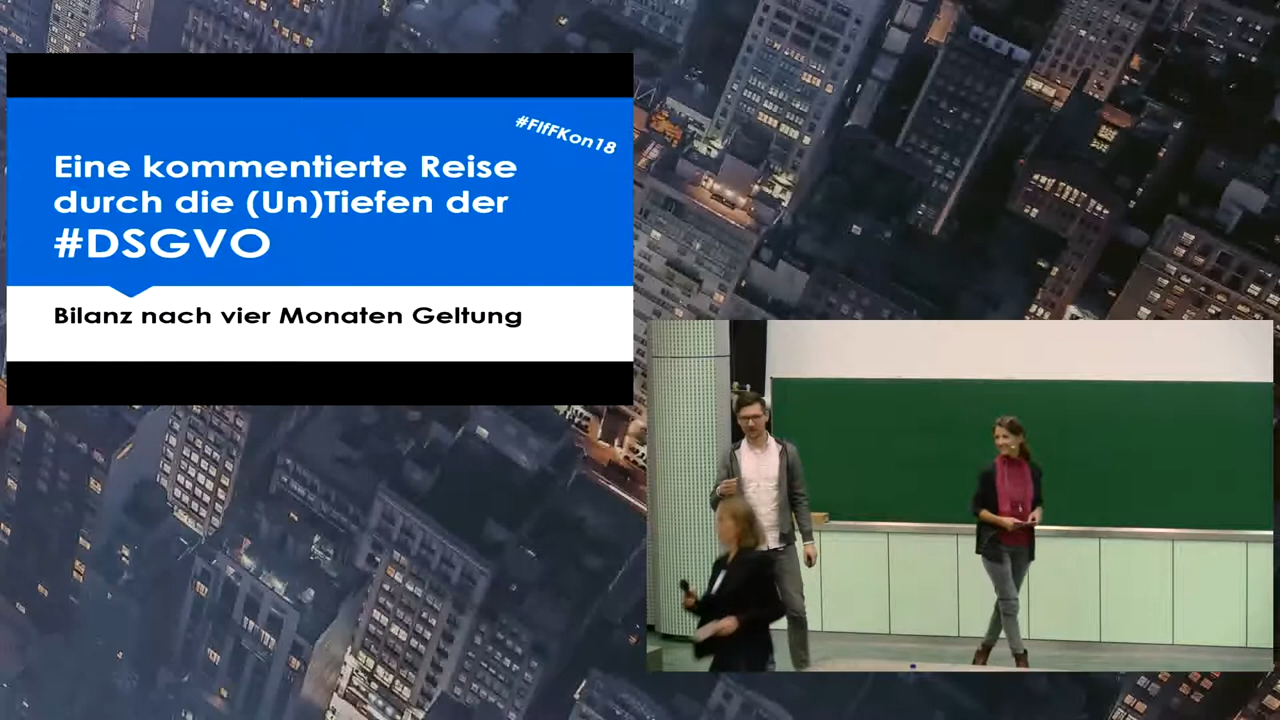 #FIfFKon18
Eine kommentierte Reise
durch die (Un)Tiefen der
#DSGVO
Bilanz nach vier Monaten Geltung